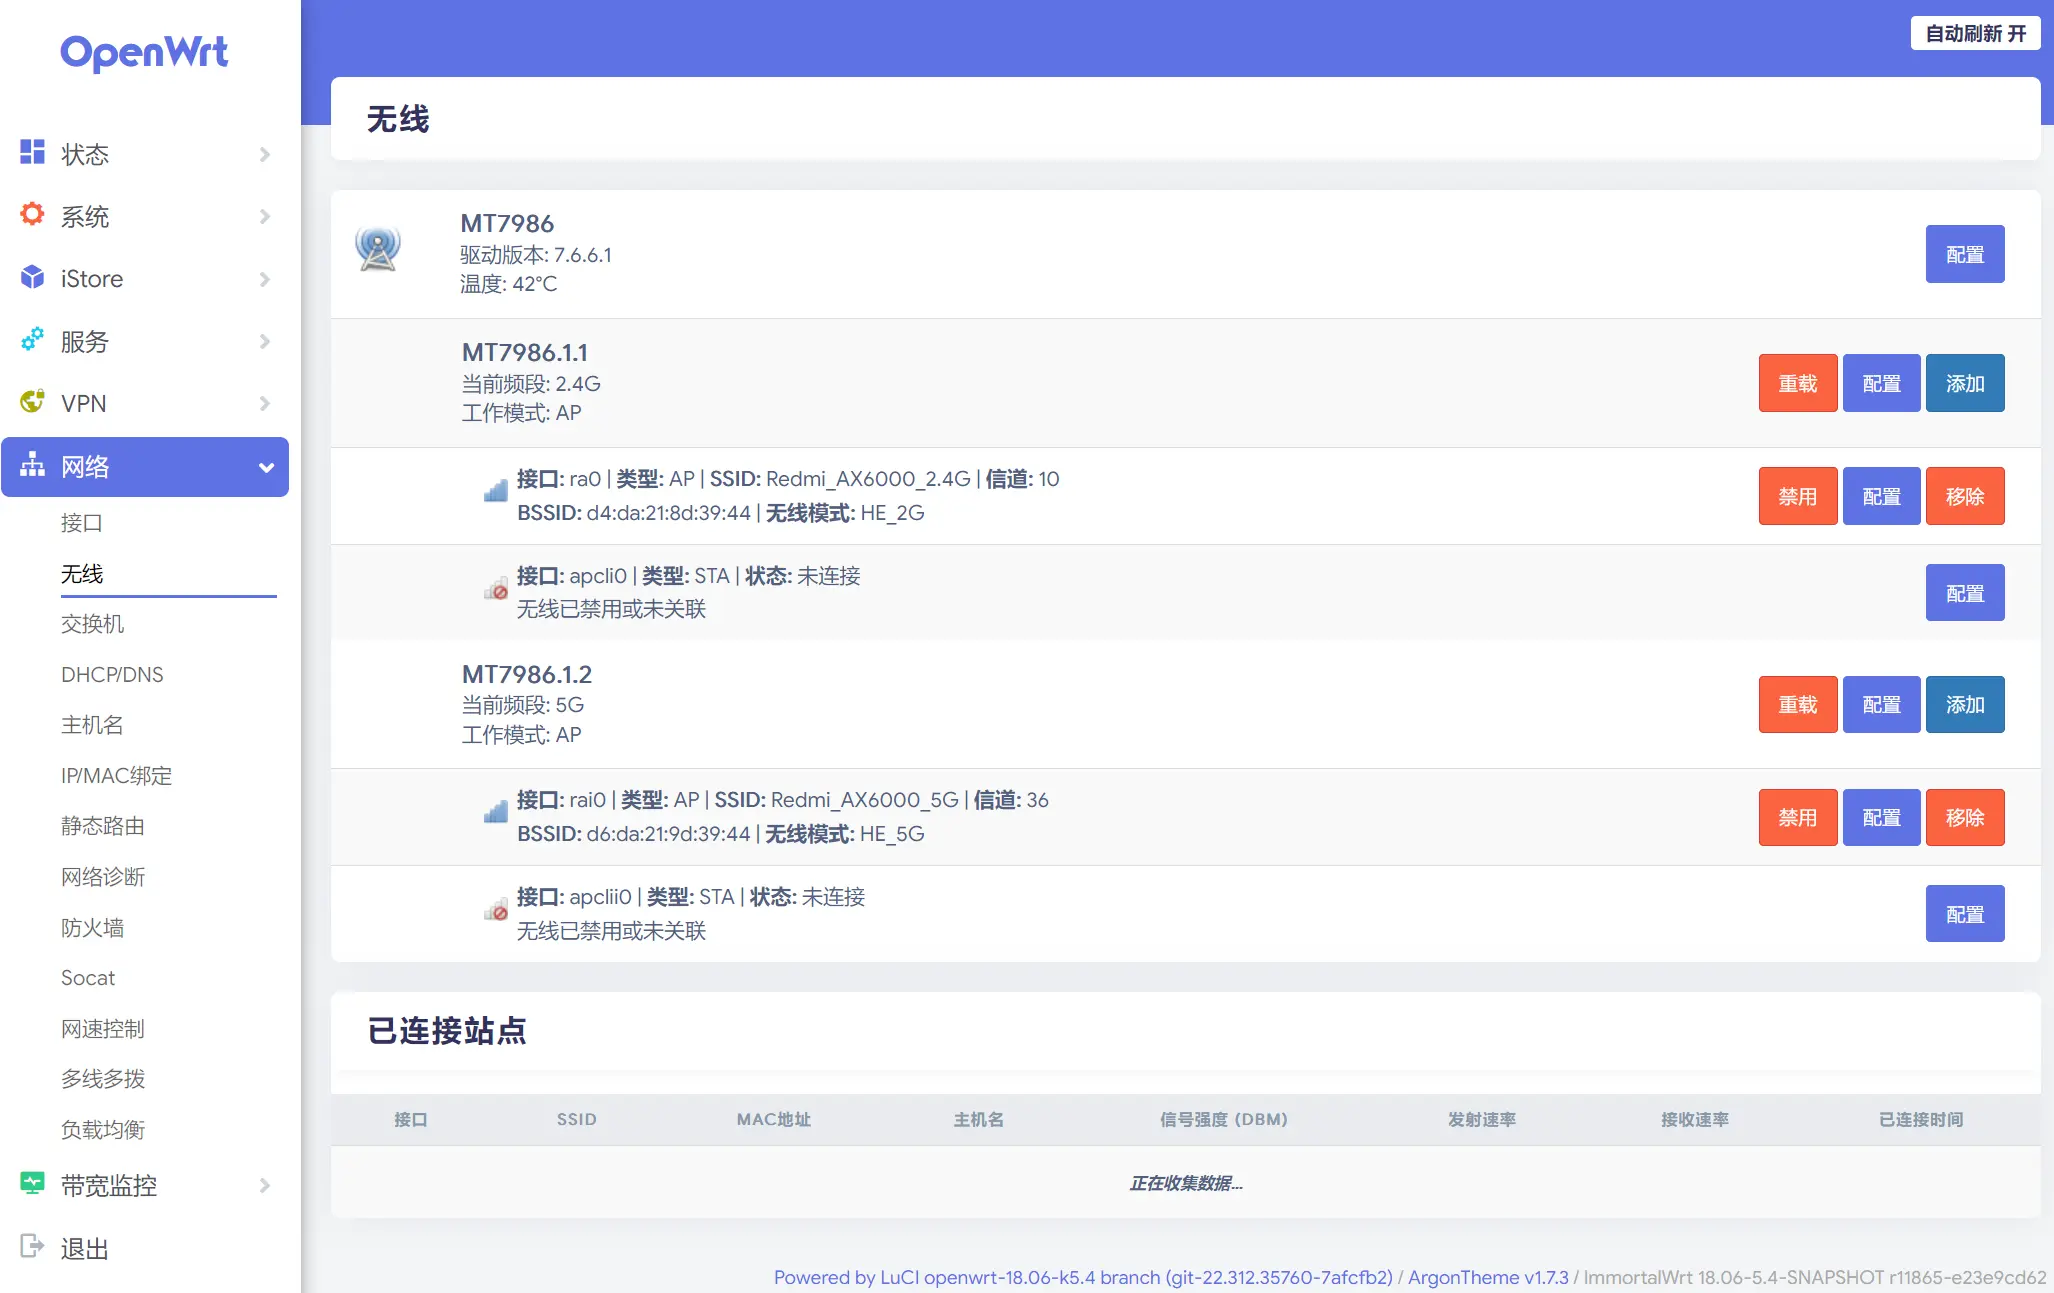 OpenWrt
自动刷新 开
状态
系统
iStore
服务
VPN
网络
接口
无线
交换机
DHCP/DNS
主机名
IP/MAC绑定
静态路由
网络诊断
防火墙
Socat
网速控制
多线多拨
负载均衡
带宽监控
退出
无线
MT7986
驱动版本: 7.6.6.1
温度: 42°C
配置
MT7986.1.1
当前频段: 2.4G
工作模式: AP
重载 配置 添加
接口: ra0 | 类型: AP | SSID: Redmi_AX6000_2.4G | 信道: 10
BSSID: d4:da:21:8d:39:44 | 无线模式: HE_2G
禁用 配置 移除
接口: apcli0 | 类型: STA | 状态: 未连接
无线已禁用或未关联
配置
MT7986.1.2
当前频段: 5G
工作模式: AP
重载 配置 添加
接口: rai0 | 类型: AP | SSID: Redmi_AX6000_5G | 信道: 36
BSSID: d6:da:21:9d:39:44 | 无线模式: HE_5G
禁用 配置 移除
接口: apclii0 | 类型: STA | 状态: 未连接
无线已禁用或未关联
配置
已连接站点
接口 SSID MAC地址 主机名 信号强度 (DBM) 发射速率 接收速率 已连接时间
正在收集数据...
Powered by LuCI openwrt-18.06-k5.4 branch (git-22.312.35760-7afcfb2) / ArgonTheme v1.7.3 / ImmortalWrt 18.06-5.4-SNAPSHOT r11865-e23e9cd62